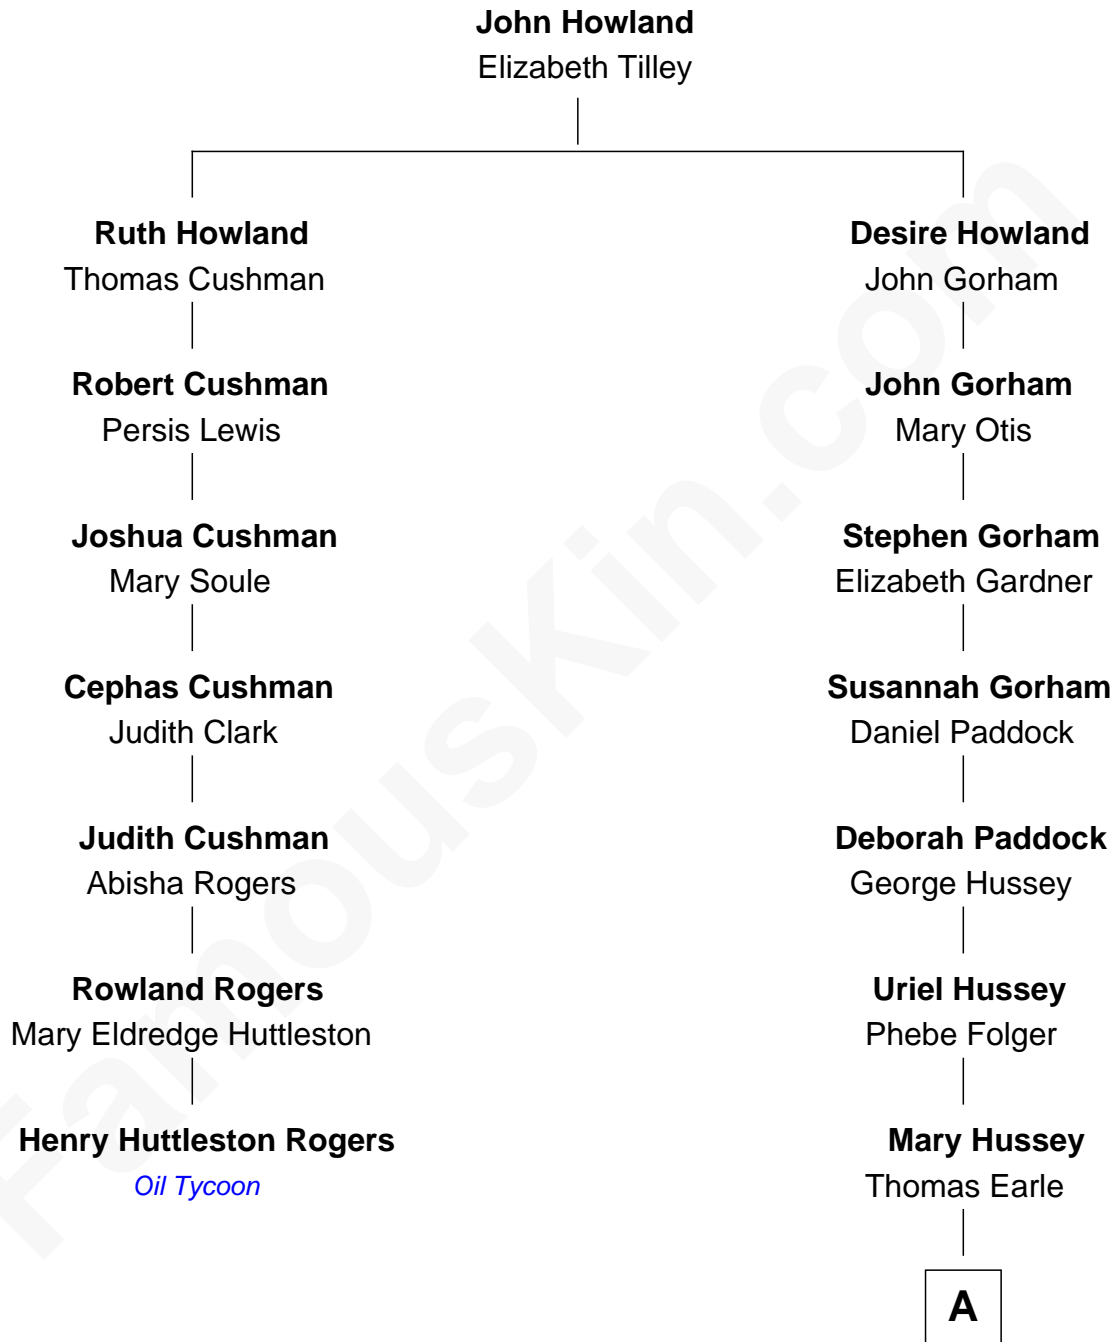 John Howland
Elizabeth Tilley
Ruth Howland
Thomas Cushman
Desire Howland
John Gorham
Robert Cushman
Persis Lewis
John Gorham
Mary Otis
Joshua Cushman
Mary Soule
Stephen Gorham
Elizabeth Gardner
Cephas Cushman
Judith Clark
Susannah Gorham
Daniel Paddock
Judith Cushman
Abisha Rogers
Deborah Paddock
George Hussey
Rowland Rogers
Mary Eldredge Huttleston
Uriel Hussey
Phebe Folger
Henry Huttleston Rogers
Oil Tycoon
Mary Hussey
Thomas Earle
A
FamousKin.com